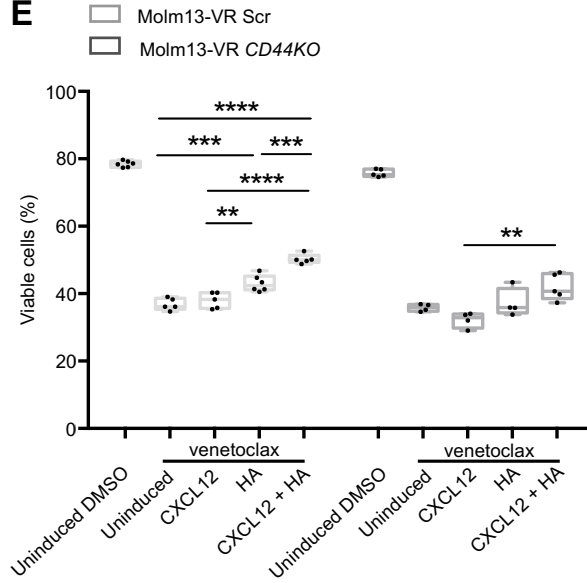 E
Molm13-VR Scr
Molm13-VR CD44KO
Viable cells (%)
100
80
60
40
20
0
****
*** ***
****
**
**
venetoclax venetoclax
Uninduced DMSO
Uninduced
CXCL12
HA
CXCL12 + HA
Uninduced DMSO
Uninduced
CXCL12
HA
CXCL12 + HA